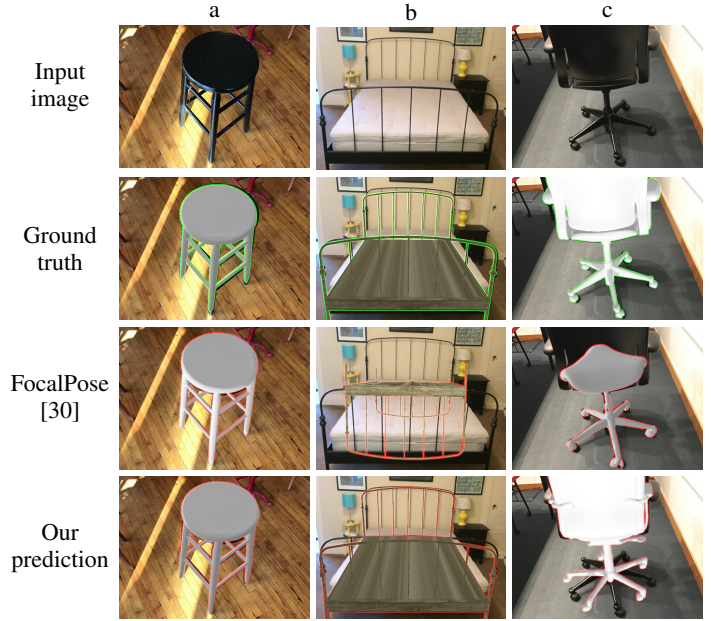 a b c
Input
image
Ground
truth
FocalPose
[30]
Our
prediction